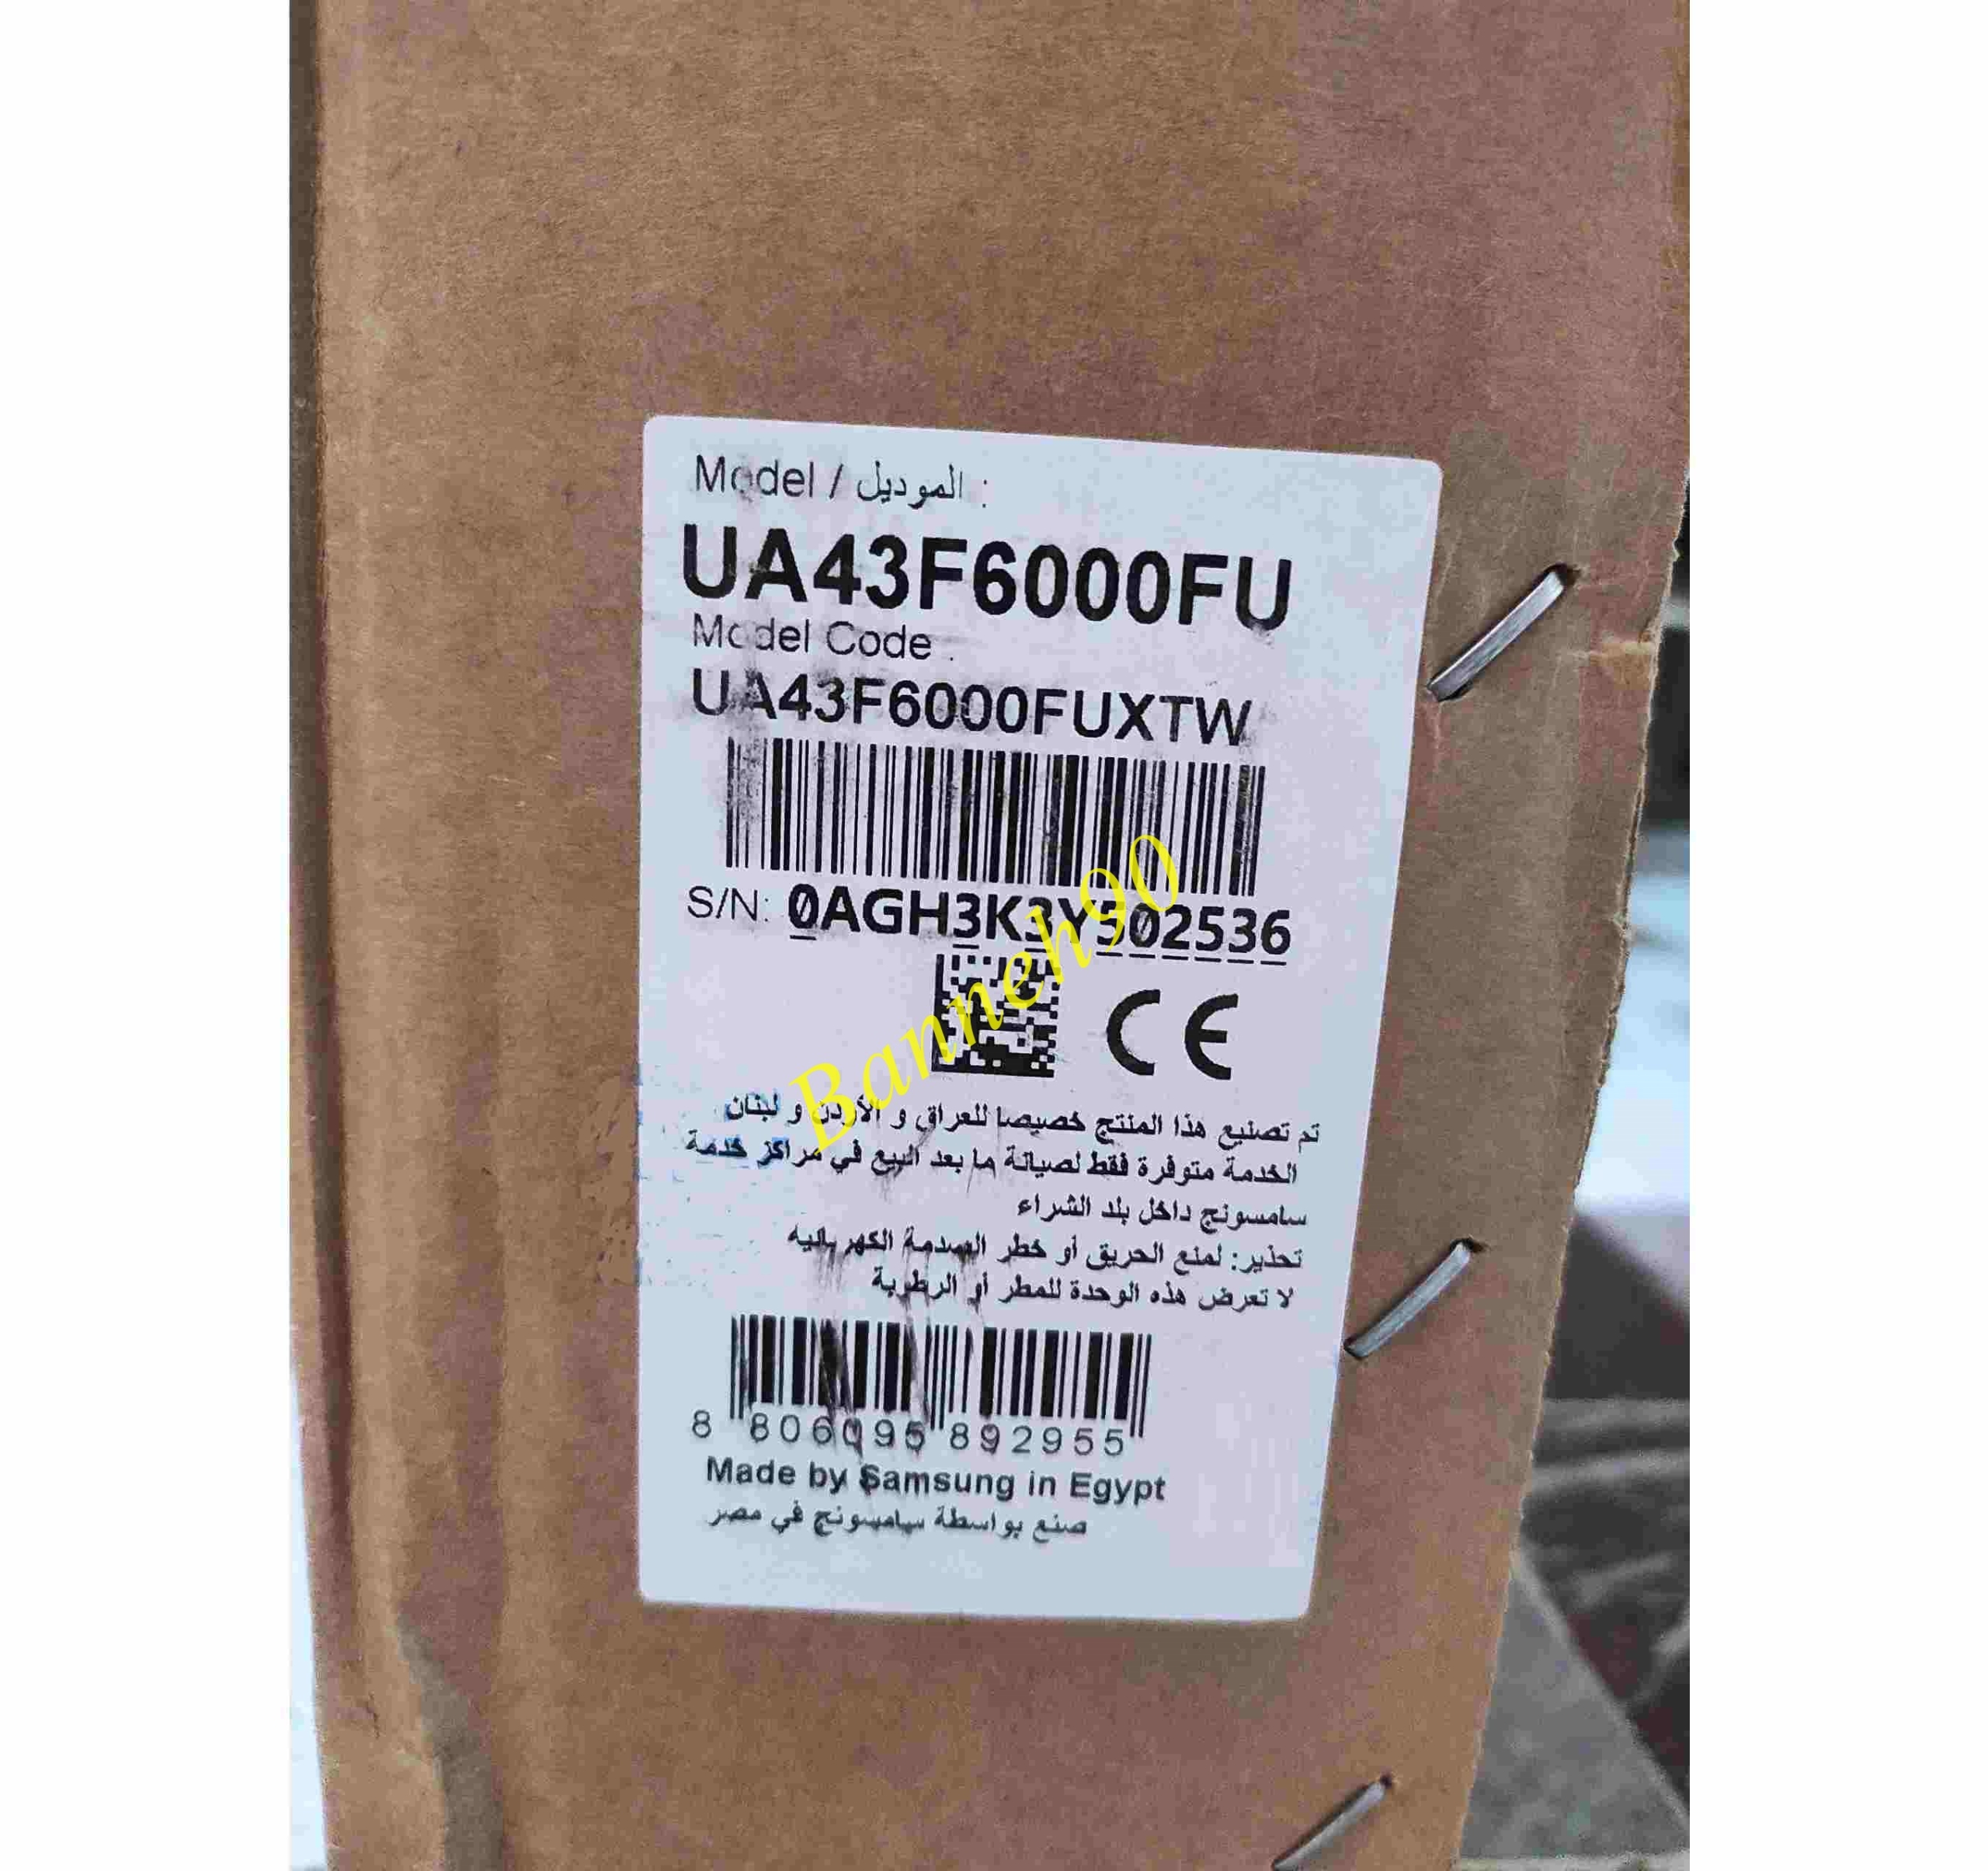 Model / الموديل :
UA43F6000FU
Model Code :
UA43F6000FUXTW
S/N: 0AGH3K3Y502536
CE
Banneh90
تم تصنيع هذا المنتج خصيصا للعراق و الأردن و لبنان
الخدمة متوفرة فقط لصيانة ما بعد البيع في مراكز خدمة
سامسونج داخل بلد الشراء
تحذير: لمنع الحريق أو خطر الصدمة الكهربائية
لا تعرض هذه الوحدة للمطر أو الرطوبة
8 806095 892955
Made by Samsung in Egypt
صنع بواسطة سامسونج في مصر